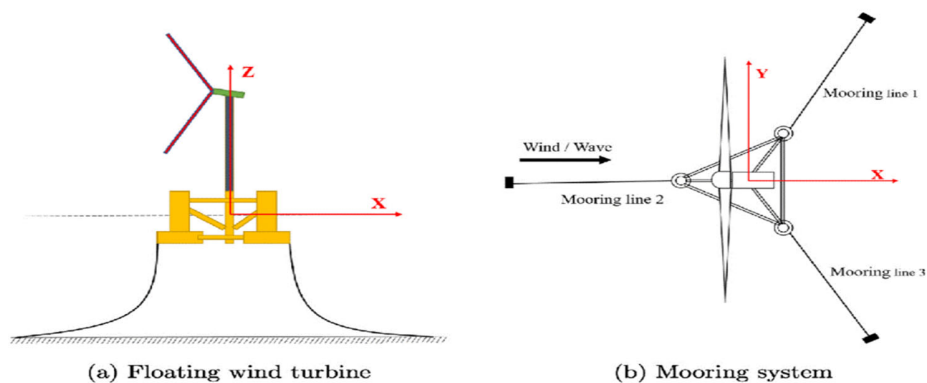 Z
X
(a) Floating wind turbine
Y
Mooring line 1
Wind / Wave
X
Mooring line 2
Mooring line 3
(b) Mooring system